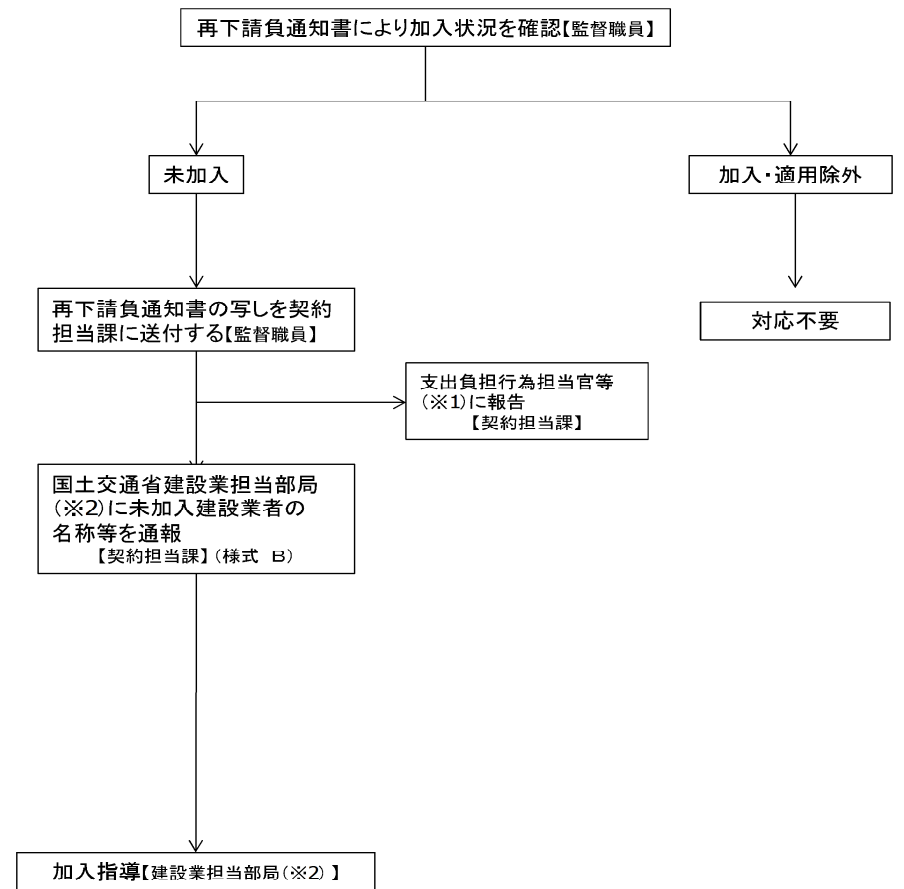 再下請負通知書により加入状況を確認【監督職員】
未加入
加入・適用除外
再下請負通知書の写しを契約
担当課に送付する【監督職員】
対応不要
支出負担行為担当官等
(※1)に報告
【契約担当課】
国土交通省建設業担当部局
(※2)に未加入建設業者の
名称等を通報
【契約担当課】(様式 B)
加入指導【建設業担当部局(※2) 】